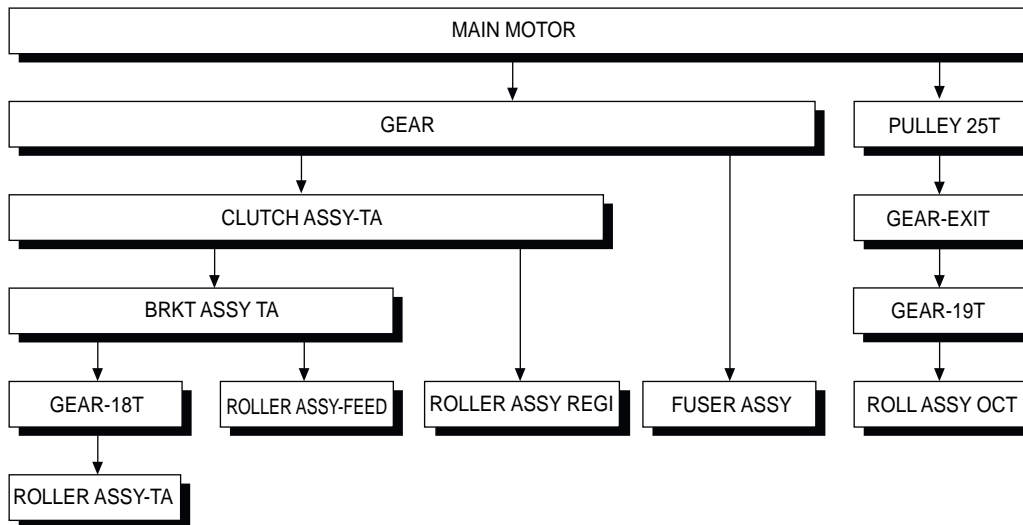 MAIN MOTOR
GEAR
PULLEY 25T
CLUTCH ASSY-TA
GEAR-EXIT
BRKT ASSY TA
GEAR-19T
GEAR-18T
ROLLER ASSY-FEED
ROLLER ASSY REGI
FUSER ASSY
ROLL ASSY OCT
ROLLER ASSY-TA